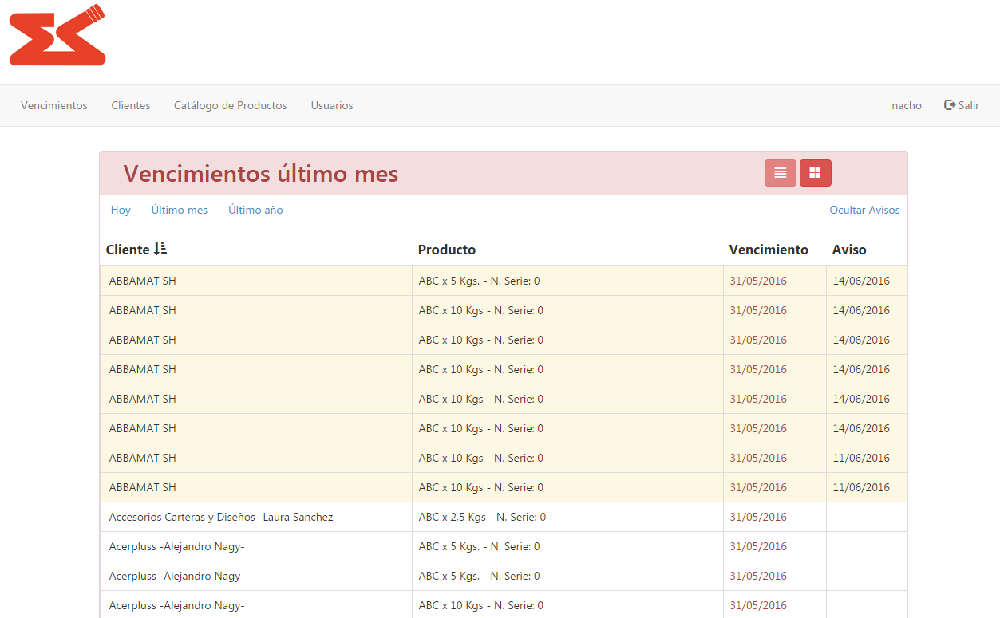 Vencimientos Clientes Catálogo de Productos Usuarios nacho Salir
Vencimientos último mes
Hoy Último mes Último año Ocultar Avisos
Cliente Producto Vencimiento Aviso
ABBAMAT SH ABC x 5 Kgs. - N. Serie: 0 31/05/2016 14/06/2016
ABBAMAT SH ABC x 10 Kgs - N. Serie: 0 31/05/2016 14/06/2016
ABBAMAT SH ABC x 10 Kgs - N. Serie: 0 31/05/2016 14/06/2016
ABBAMAT SH ABC x 10 Kgs - N. Serie: 0 31/05/2016 14/06/2016
ABBAMAT SH ABC x 10 Kgs - N. Serie: 0 31/05/2016 14/06/2016
ABBAMAT SH ABC x 10 Kgs - N. Serie: 0 31/05/2016 14/06/2016
ABBAMAT SH ABC x 10 Kgs - N. Serie: 0 31/05/2016 11/06/2016
ABBAMAT SH ABC x 10 Kgs - N. Serie: 0 31/05/2016 11/06/2016
Accesorios Carteras y Diseños -Laura Sanchez- ABC x 2,5 Kgs - N. Serie: 0 31/05/2016
Acerpluss -Alejandro Nagy- ABC x 5 Kgs. - N. Serie: 0 31/05/2016
Acerpluss -Alejandro Nagy- ABC x 5 Kgs. - N. Serie: 0 31/05/2016
Acerpluss -Alejandro Nagy- ABC x 10 Kgs - N. Serie: 0 31/05/2016